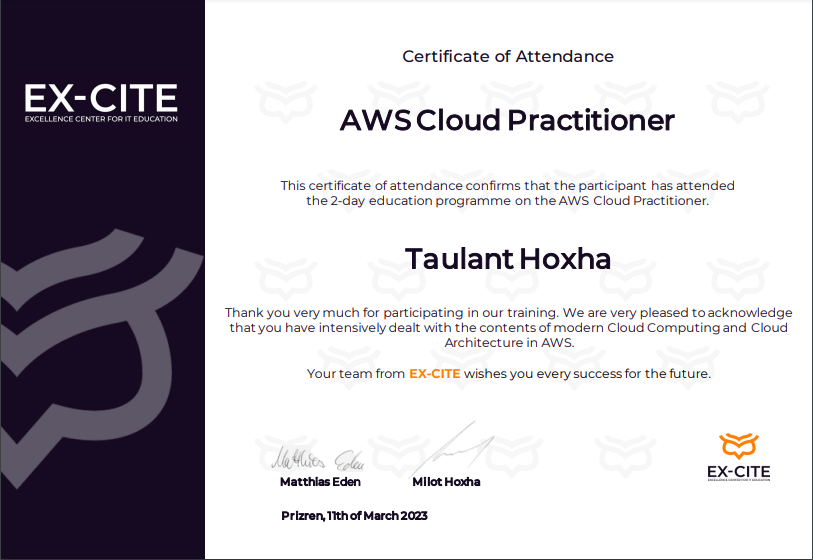 EX-CITE
EXCELLENCE CENTER FOR IT EDUCATION
Certificate of Attendance
AWS Cloud Practitioner
This certificate of attendance confirms that the participant has attended
the 2-day education programme on the AWS Cloud Practitioner.
Taulant Hoxha
Thank you very much for participating in our training. We are very pleased to acknowledge
that you have intensively dealt with the contents of modern Cloud Computing and Cloud
Architecture in AWS.
Your team from EX-CITE wishes you every success for the future.
Matthias Eden
Matthias Eden
Milot Hoxha
Prizren, 11th of March 2023
EX-CITE
EXCELLENCE CENTER FOR IT EDUCATION